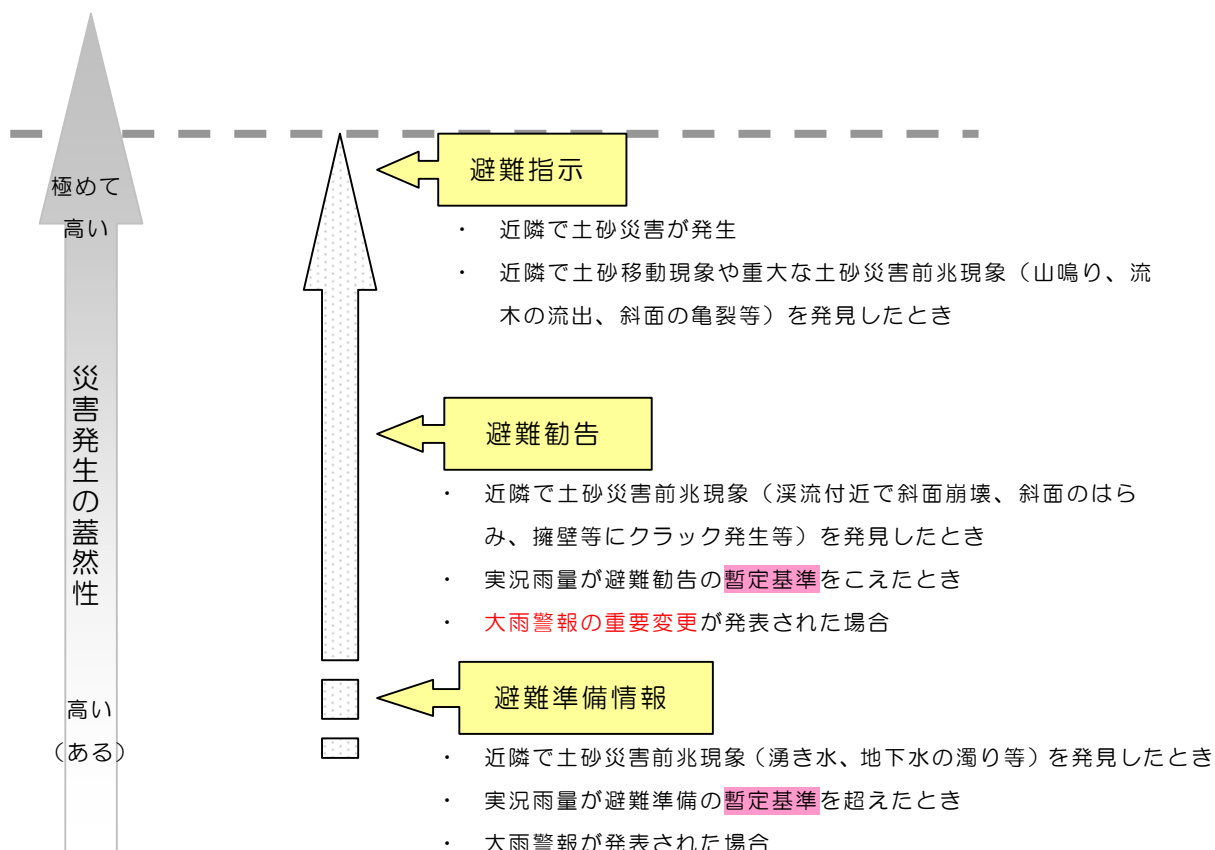 極めて
高い
災害発生の蓋然性
高い
（ある）
避難指示
・ 近隣で土砂災害が発生
・ 近隣で土砂移動現象や重大な土砂災害前兆現象（山鳴り、流
木の流出、斜面の亀裂等）を発見したとき
避難勧告
・ 近隣で土砂災害前兆現象（渓流付近で斜面崩壊、斜面のはら
み、擁壁等にクラック発生等）を発見したとき
・ 実況雨量が避難勧告の暫定基準をこえたとき
・ 大雨警報の重要変更が発表された場合
避難準備情報
・ 近隣で土砂災害前兆現象（湧き水、地下水の濁り等）を発見したとき
・ 実況雨量が避難準備の暫定基準を超えたとき
・ 大雨警報が発表された場合